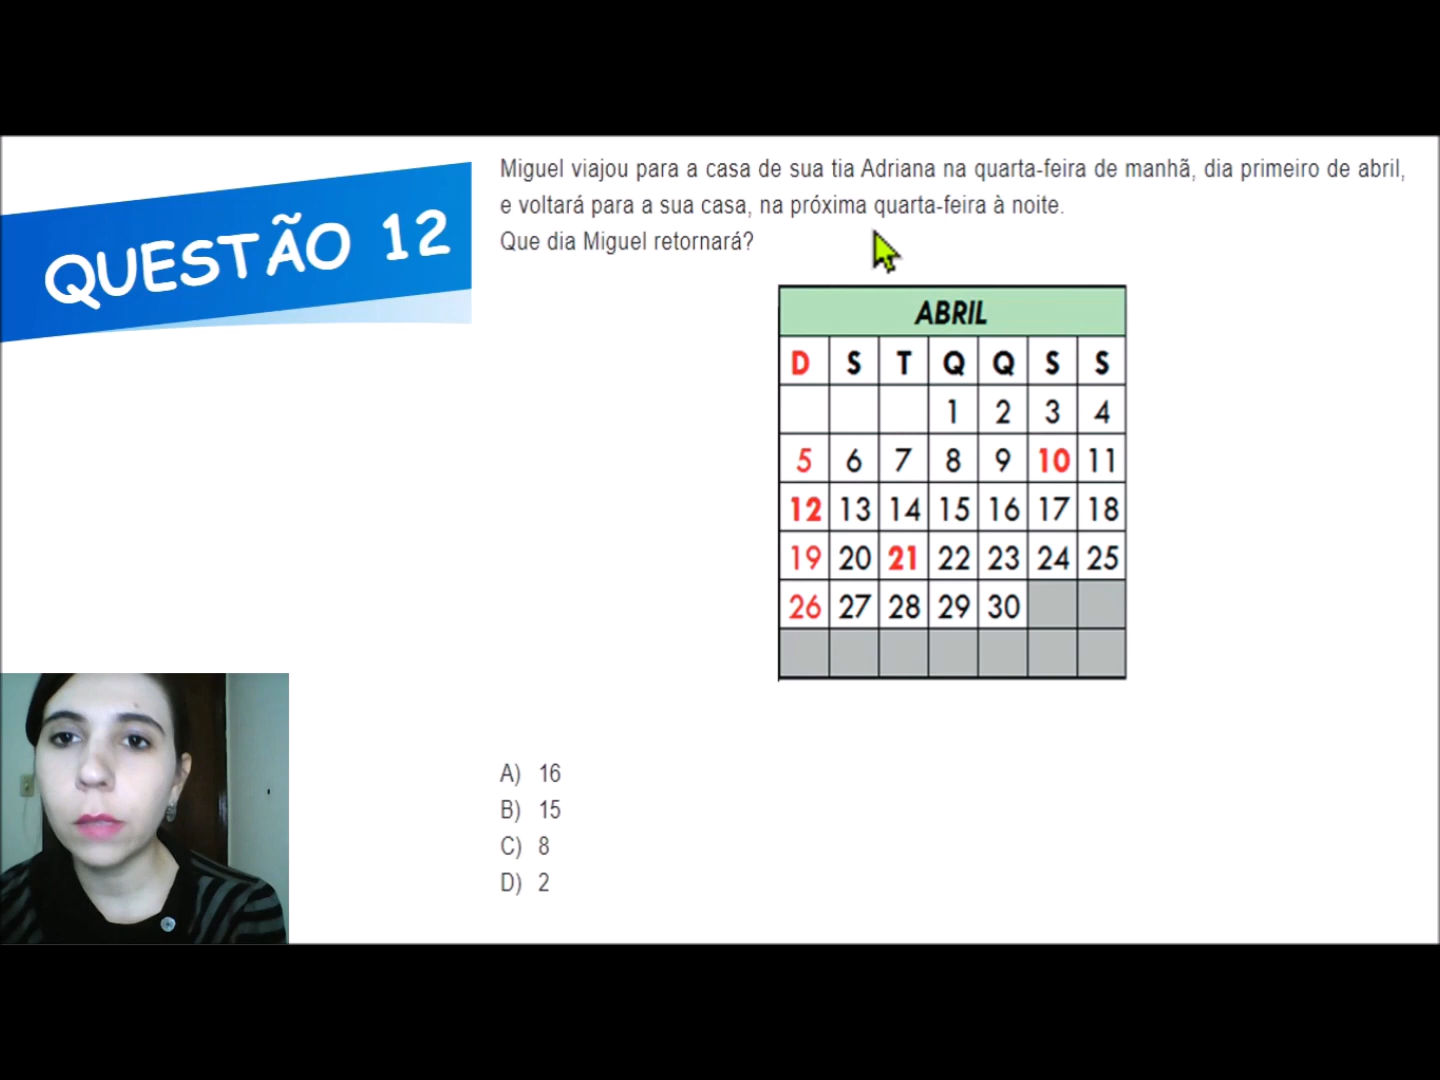 QUESTÃO 12
Miguel viajou para a casa de sua tia Adriana na quarta-feira de manhã, dia primeiro de abril,
e voltará para a sua casa, na próxima quarta-feira à noite.
Que dia Miguel retornará?
ABRIL
D S T Q Q S S
1 2 3 4
5 6 7 8 9 10 11
12 13 14 15 16 17 18
19 20 21 22 23 24 25
26 27 28 29 30
A) 16
B) 15
C) 8
D) 2